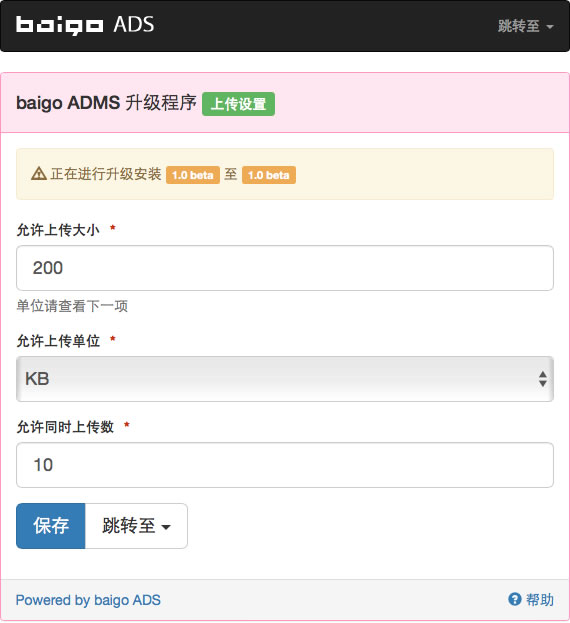 baigo ADS 跳转至
baigo ADMS 升级程序 上传设置
正在进行升级安装 1.0 beta 至 1.0 beta
允许上传大小 *
200
单位请查看下一项
允许上传单位 *
KB
允许同时上传数 *
10
保存 跳转至
Powered by baigo ADS 帮助